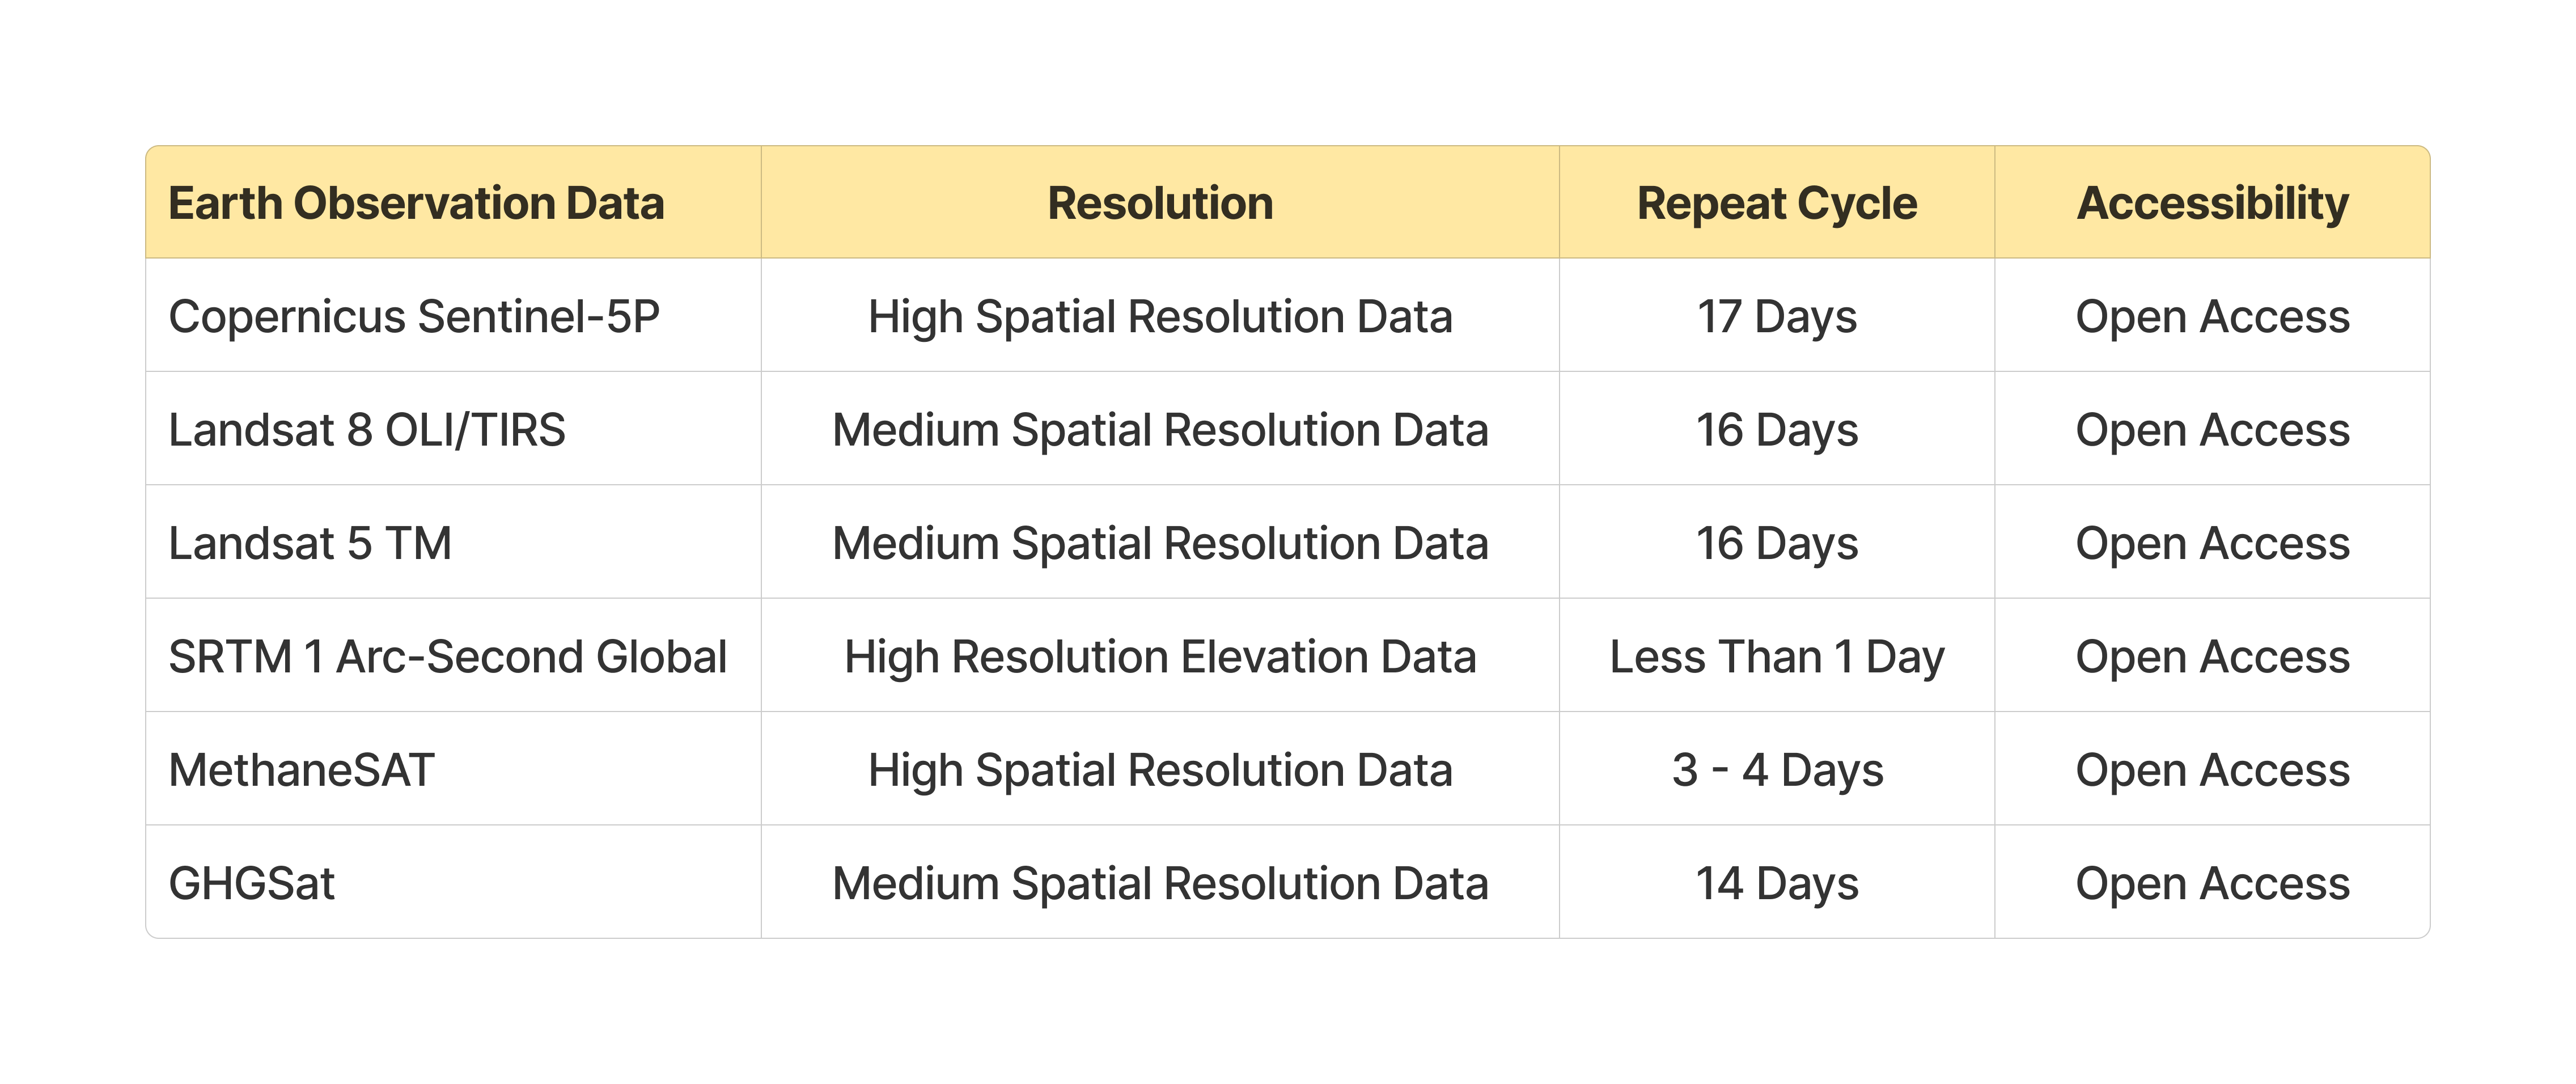 Earth Observation Data Resolution Repeat Cycle Accessibility
Copernicus Sentinel-5P High Spatial Resolution Data 17 Days Open Access
Landsat 8 OLI/TIRS Medium Spatial Resolution Data 16 Days Open Access
Landsat 5 TM Medium Spatial Resolution Data 16 Days Open Access
SRTM 1 Arc-Second Global High Resolution Elevation Data Less Than 1 Day Open Access
MethaneSAT High Spatial Resolution Data 3 - 4 Days Open Access
GHGSat Medium Spatial Resolution Data 14 Days Open Access